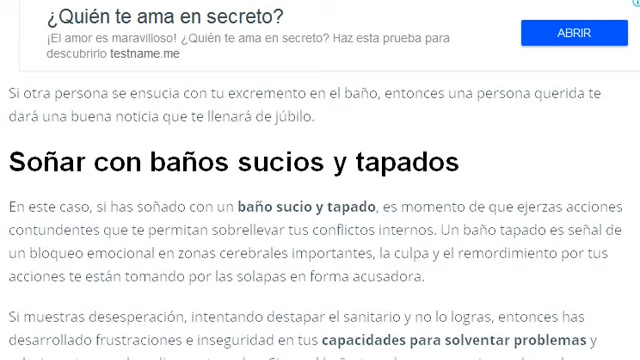 ¿Quién te ama en secreto?
¡El amor es maravilloso! ¿Quién te ama en secreto? Haz esta prueba para
descubrirlo testname.me
ABRIR
Si otra persona se ensucia con tu excremento en el baño, entonces una persona querida te
dará una buena noticia que te llenará de júbilo.
Soñar con baños sucios y tapados
En este caso, si has soñado con un baño sucio y tapado, es momento de que ejerzas acciones
contundentes que te permitan sobrellevar tus conflictos internos. Un baño tapado es señal de
un bloqueo emocional en zonas cerebrales importantes, la culpa y el remordimiento por tus
acciones te están tomando por las solapas en forma acusadora.
Si muestras desesperación, intentando destapar el sanitario y no lo logras, entonces has
desarrollado frustraciones e inseguridad en tus capacidades para solventar problemas y